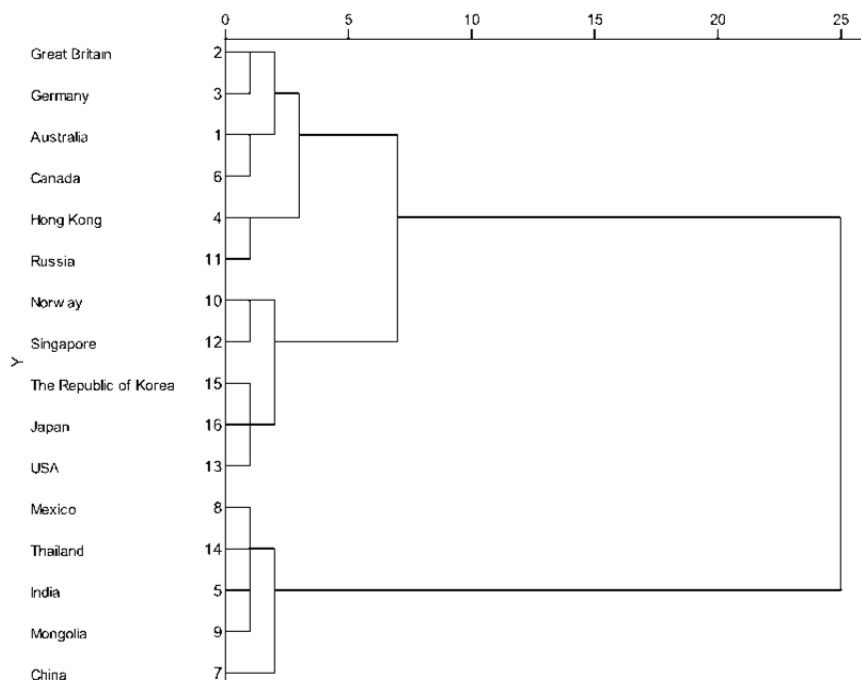 0 5 10 15 20 25
Great Britain 2
Germany 3
Australia 1
Canada 6
Hong Kong 4
Russia 11
Norway 10
Singapore 12
Y
The Republic of Korea 15
Japan 16
USA 13
Mexico 8
Thailand 14
India 5
Mongolia 9
China 7